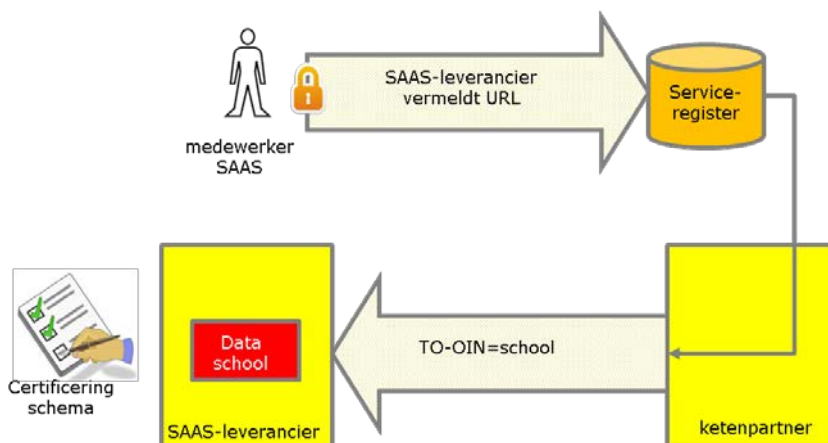 SAAS-leverancier
vermeldt URL
Service-
register
medewerker
SAAS
Data
school
TO-OIN=school
Certificering
schema
SAAS-leverancier
ketenpartner